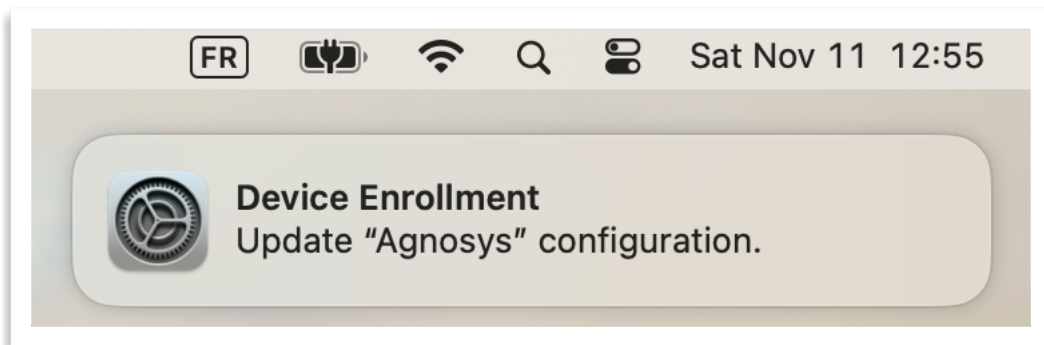 FR Sat Nov 11 12:55
Device Enrollment
Update “Agnosys” configuration.